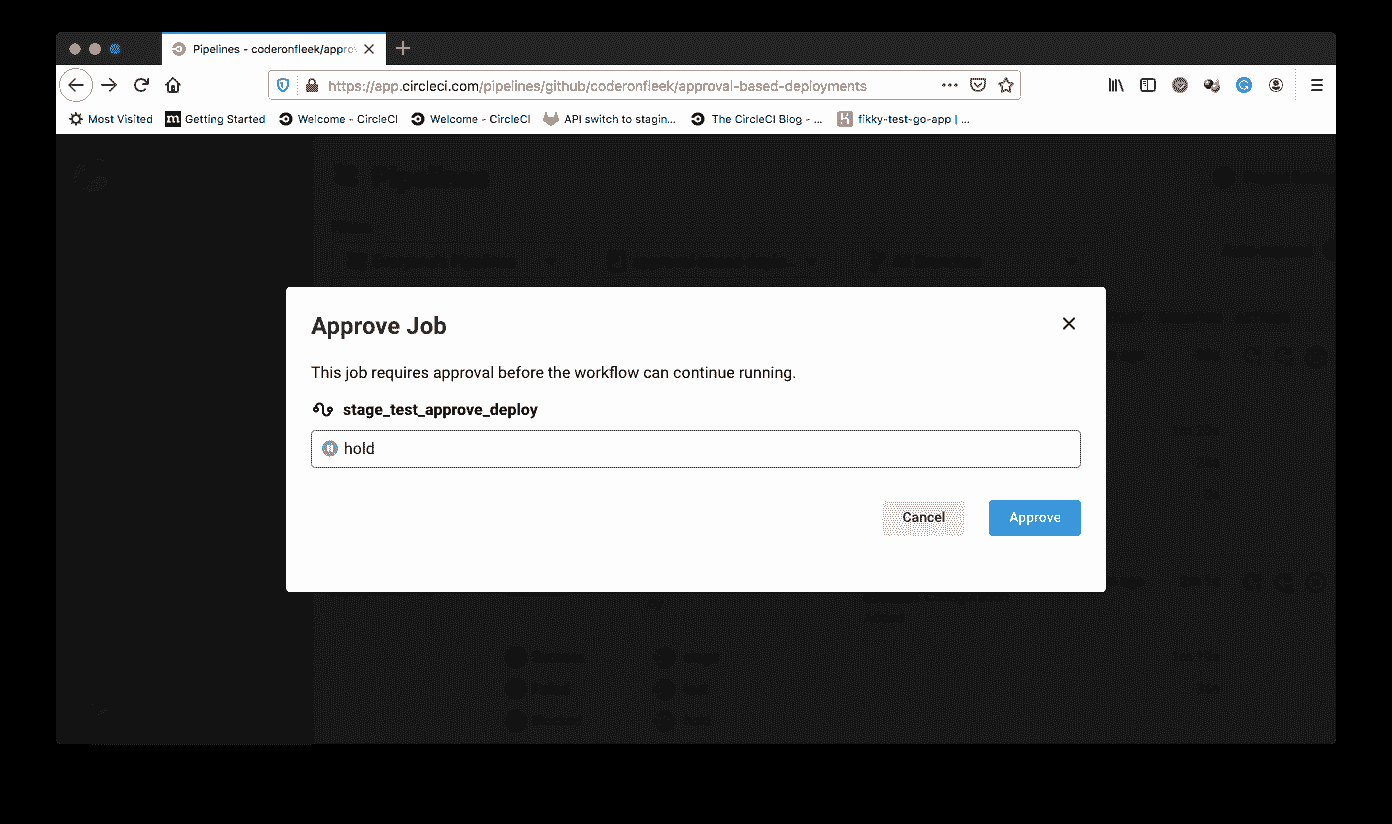 Pipelines - coderonfleek/appro
https://app.circleci.com/pipelines/github/coderonfleek/approval-based-deployments
Most Visited Getting Started Welcome - CircleCI Welcome - CircleCI API switch to stagin... The CircleCI Blog - ... fikky-test-go-app | ...
Pipelines
Approve Job
This job requires approval before the workflow can continue running.
stage_test_approve_deploy
hold
Cancel Approve